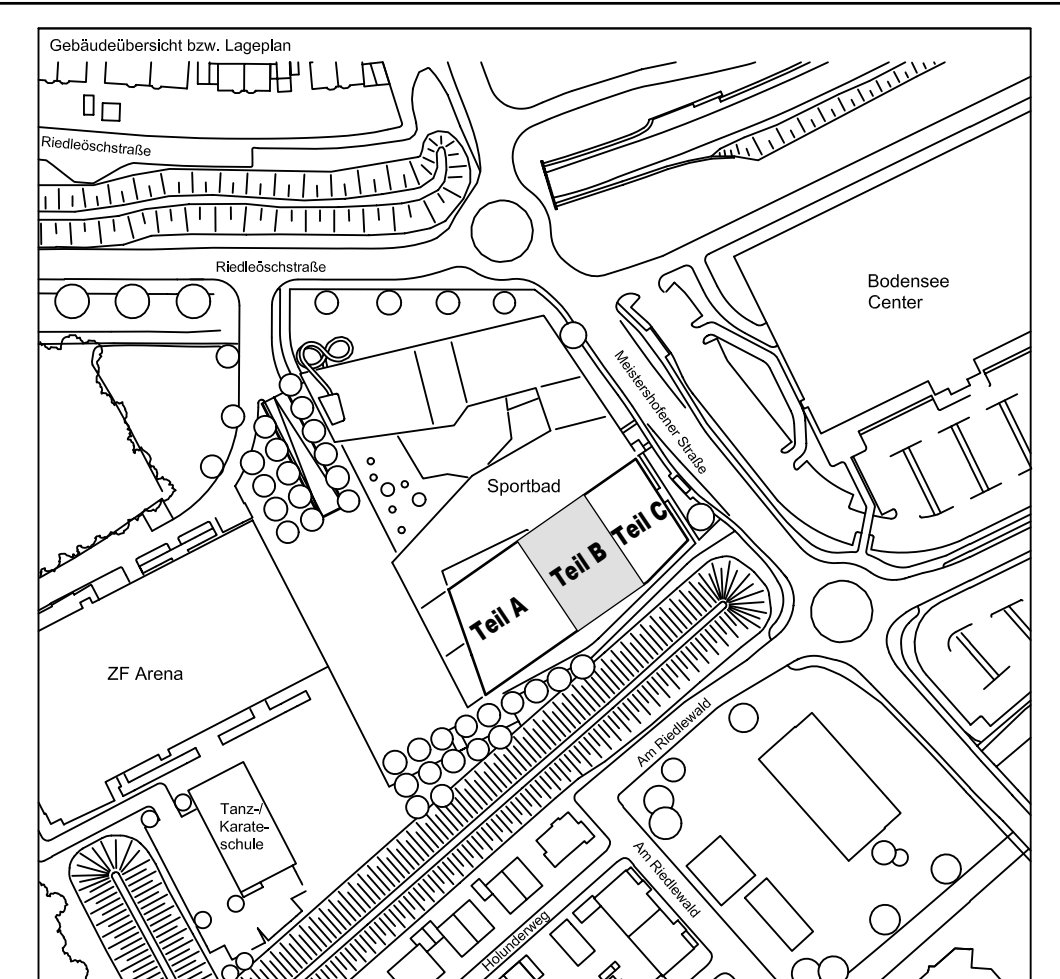 Gebäudeübersicht bzw. Lageplan
Riedleöschstraße
Riedleöschstraße
Bodensee
Center
Meistershofener Straße
Sportbad
Teil C
Teil B
Teil A
ZF Arena
Am Riedlewald
Tanz-/
Karate-
schule
Am Riedlewald
Holunderweg